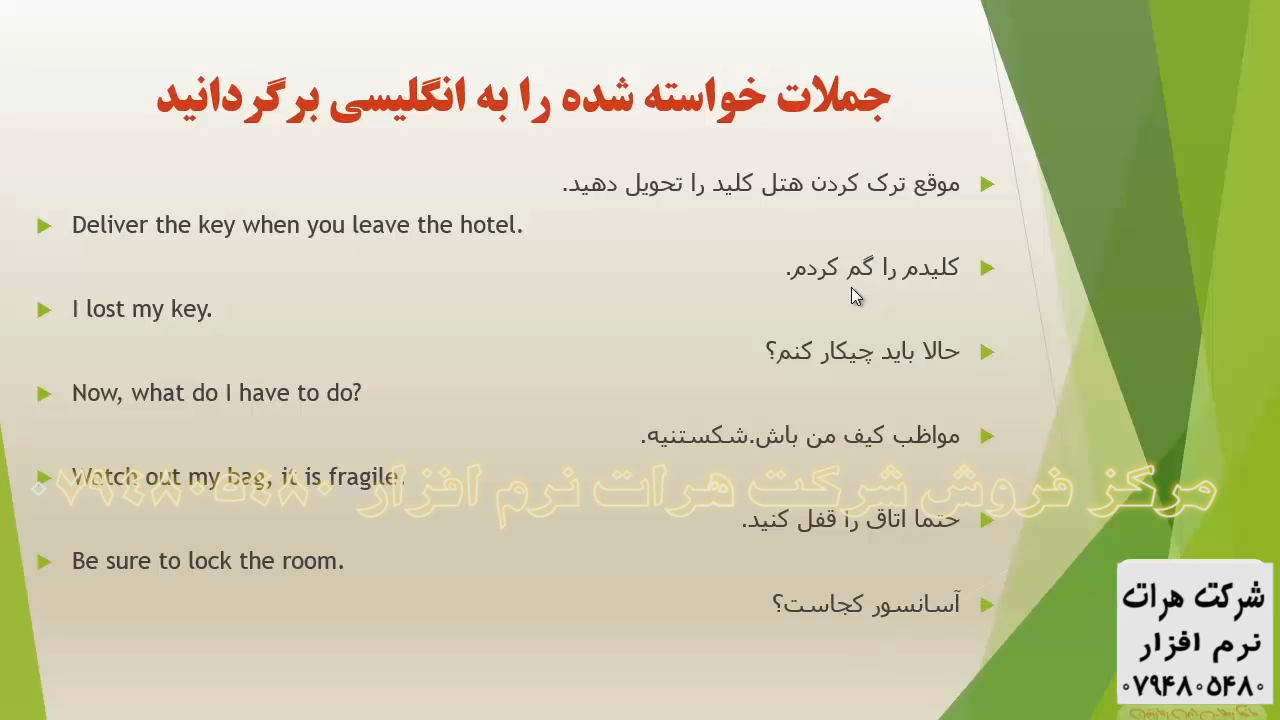 جملات خواسته شده را به انگلیسی برگردانید
موقع ترک کردن هتل کلید را تحویل دهید.
Deliver the key when you leave the hotel.
کلیدم را گم کردم.
I lost my key.
حالا باید چیکار کنم؟
Now, what do I have to do?
مواظب کیف من باش.شکستنیه.
Watch out my bag, it is fragile.
مرکز فروش شرکت هرات نرم افزار ۰۷۹۴۸۰۵۴۸۰
حتما اتاق را قفل کنید.
Be sure to lock the room.
آسانسور کجاست؟
شرکت هرات
نرم افزار
۰۷۹۴۸۰۵۴۸۰